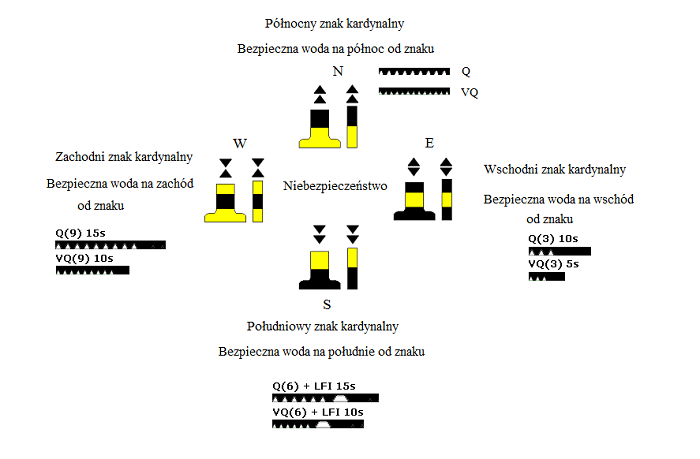 Północny znak kardynalny
Bezpieczna woda na północ od znaku
N
Q
VQ
W
E
Zachodni znak kardynalny
Bezpieczna woda na zachód
od znaku
Niebezpieczeństwo
Wschodni znak kardynalny
Bezpieczna woda na wschód
od znaku
Q(9) 15s
VQ(9) 10s
Q(3) 10s
VQ(3) 5s
S
Południowy znak kardynalny
Bezpieczna woda na południe od znaku
Q(6) + LFI 15s
VQ(6) + LFI 10s